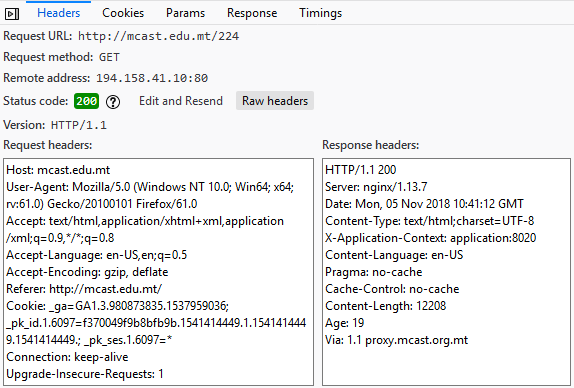 Headers Cookies Params Response Timings
Request URL: http://mcast.edu.mt/224
Request method: GET
Remote address: 194.158.41.10:80
Status code: 200 ? Edit and Resend Raw headers
Version: HTTP/1.1
Request headers:
Host: mcast.edu.mt
User-Agent: Mozilla/5.0 (Windows NT 10.0; Win64; x64;
rv:61.0) Gecko/20100101 Firefox/61.0
Accept: text/html,application/xhtml+xml,application
/xml;q=0.9,*/*;q=0.8
Accept-Language: en-US,en;q=0.5
Accept-Encoding: gzip, deflate
Referer: http://mcast.edu.mt/
Cookie: _ga=GA1.3.980873835.1537959036;
_pk_id.1.6097=f370049f9b8bfb9b.1541414449.1.154141444
9.1541414449.; _pk_ses.1.6097=*
Connection: keep-alive
Upgrade-Insecure-Requests: 1
Response headers:
HTTP/1.1 200
Server: nginx/1.13.7
Date: Mon, 05 Nov 2018 10:41:12 GMT
Content-Type: text/html;charset=UTF-8
X-Application-Context: application:8020
Content-Language: en-US
Pragma: no-cache
Cache-Control: no-cache
Content-Length: 12208
Age: 19
Via: 1.1 proxy.mcast.org.mt